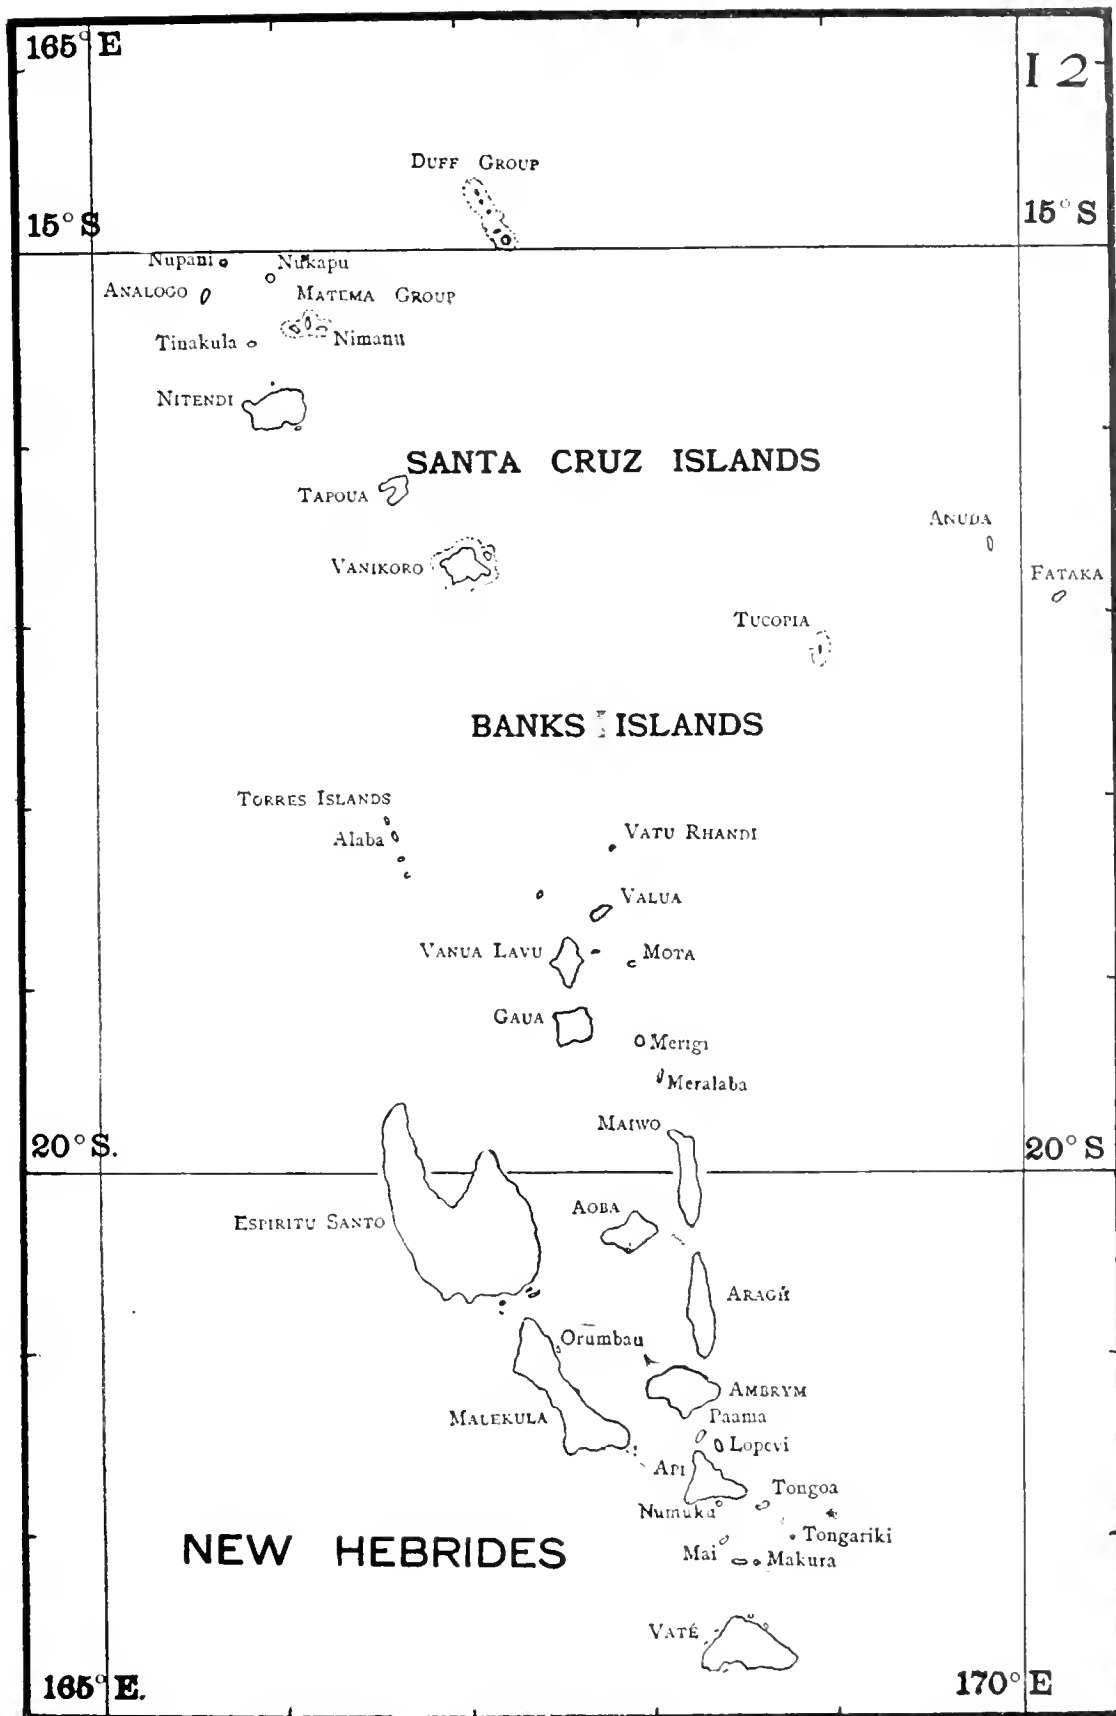 165° E
I 2
DUFF GROUP
15° S
15° S
Nupani
Nukapu
ANALOGO
MATEMA GROUP
Tinakula
Nimanu
NITENDI
SANTA CRUZ ISLANDS
TAPOUA
ANUDA
VANIKORO
FATAKA
TUCOPIA
BANKS ISLANDS
TORRES ISLANDS
Alaba
VATU RHANDI
VALUA
VANUA LAVU
MOTA
GAUA
Merigi
Meralaba
MAIWO
20° S.
20° S
ESPIRITU SANTO
AOBA
ARAGH
Orumbau
MALEKULA
AMBRYM
Paama
Lopevi
API
Tongoa
Numuka
Tongariki
NEW HEBRIDES
Mai
Makura
VATÉ
165° E.
170° E